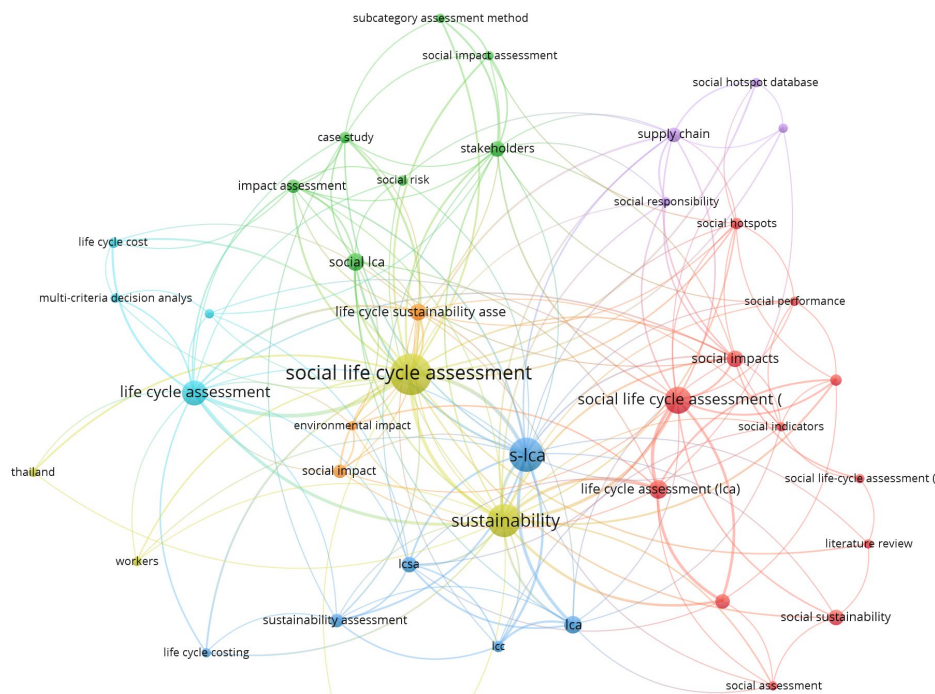 subcategory assessment method
social impact assessment
social hotspot database
case study
supply chain
stakeholders
social risk
impact assessment
social responsibility
social hotspots
life cycle cost
social lca
multi-criteria decision analys
social performance
life cycle sustainability asse
social impacts
social life cycle assessment
life cycle assessment
social life cycle assessment (
environmental impact
social indicators
s-lca
thailand
social impact
social life-cycle assessment (
life cycle assessment (lca)
sustainability
literature review
workers
lcsa
sustainability assessment
lca
social sustainability
lcc
life cycle costing
social assessment